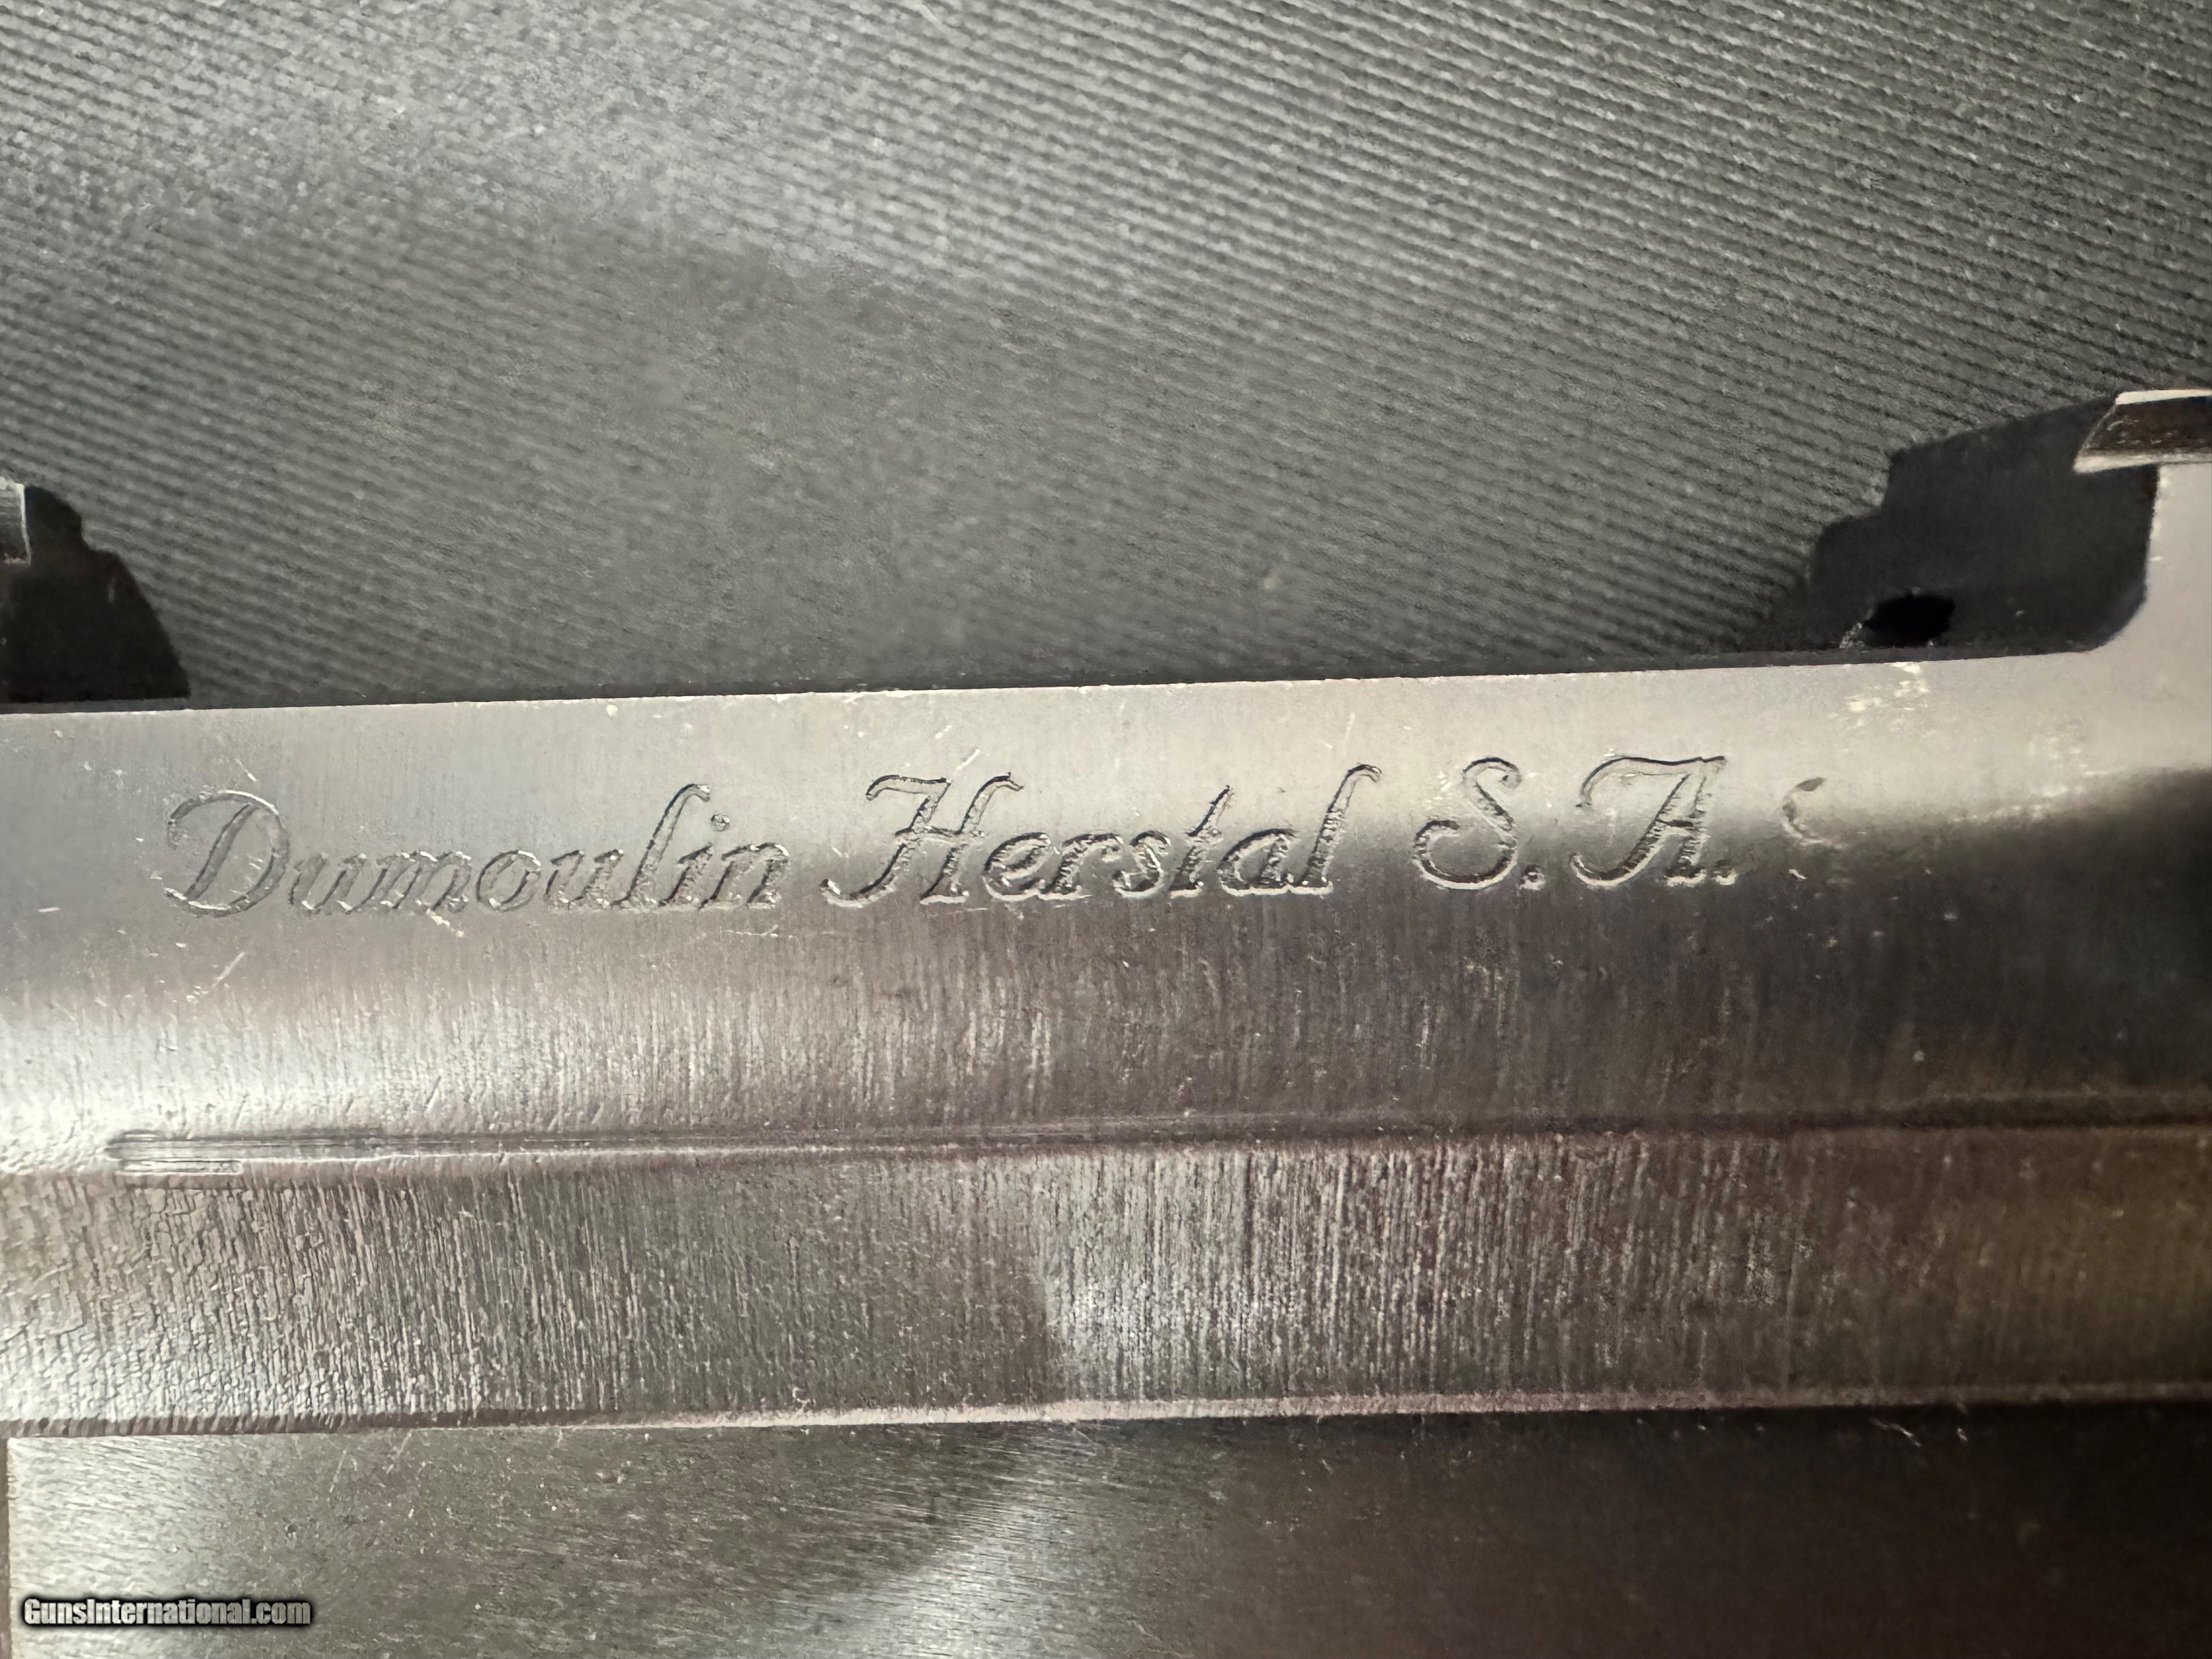 Dumoulin Herstal S.A.
GunsInternational.com